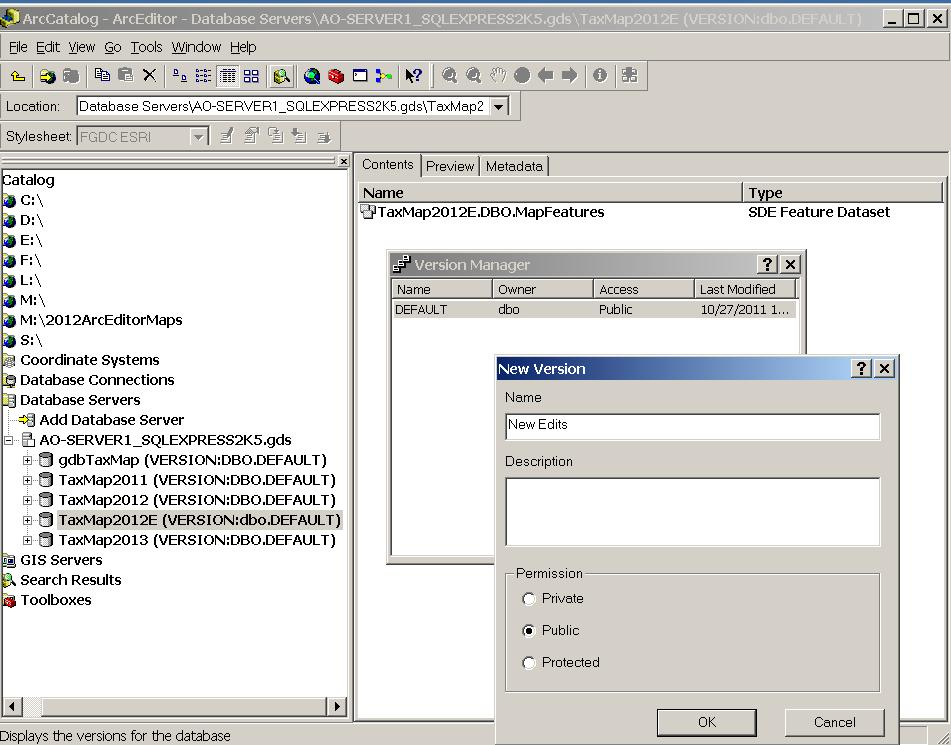 ArcCatalog - ArcEditor - Database Servers\AO-SERVER1_SQLEXPRESS2K5.gds\TaxMap2012E (VERSION:dbo.DEFAULT)
File Edit View Go Tools Window Help
Location: Database Servers\AO-SERVER1_SQLEXPRESS2K5.gds\TaxMap2
Stylesheet: FGDC ESRI
Catalog
C:\
D:\
E:\
F:\
L:\
M:\
M:\2012ArcEditorMaps
S:\
Coordinate Systems
Database Connections
Database Servers
Add Database Server
AO-SERVER1_SQLEXPRESS2K5.gds
gdbTaxMap (VERSION:DBO.DEFAULT)
TaxMap2011 (VERSION:DBO.DEFAULT)
TaxMap2012 (VERSION:DBO.DEFAULT)
TaxMap2012E (VERSION:dbo.DEFAULT)
TaxMap2013 (VERSION:DBO.DEFAULT)
GIS Servers
Search Results
Toolboxes
Contents Preview Metadata
Name Type
TaxMap2012E.DBO.MapFeatures SDE Feature Dataset
Version Manager
Name Owner Access Last Modified
DEFAULT dbo Public 10/27/2011 1...
New Version
Name
New Edits
Description
Permission
Private
Public
Protected
OK Cancel
Displays the versions for the database